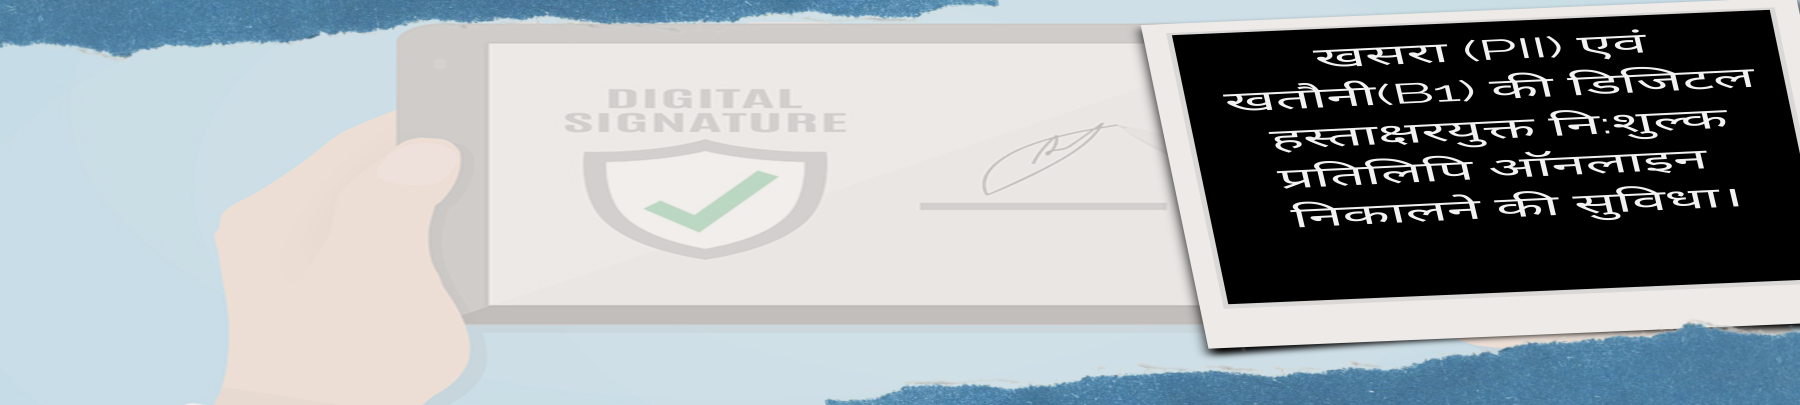 DIGITAL
SIGNATURE
खसरा (PII) एवं
खतौनी(B1) की डिजिटल
हस्ताक्षरयुक्त नि:शुल्क
प्रतिलिपि ऑनलाइन
निकालने की सुविधा।